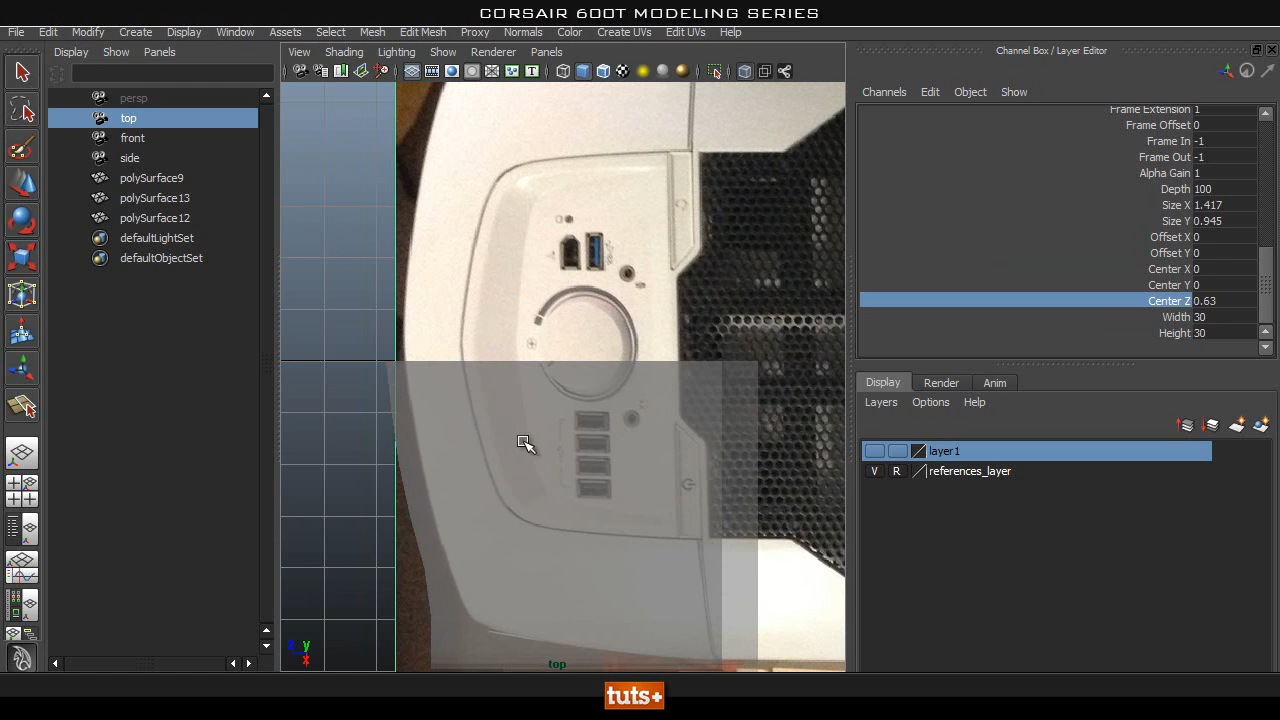 CORSAIR 600T MODELING SERIES
File Edit Modify Create Display Window Assets Select Mesh Edit Mesh Proxy Normals Color Create UVs Edit UVs Help
Display Show Panels
View Shading Lighting Show Renderer Panels
Channel Box / Layer Editor
persp
top
front
side
polySurface9
polySurface13
polySurface12
defaultLightSet
defaultObjectSet
top
Channels Edit Object Show
Frame Extension 1
Frame Offset 0
Frame In -1
Frame Out -1
Alpha Gain 1
Depth 100
Size X 1.417
Size Y 0.945
Offset X 0
Offset Y 0
Center X 0
Center Y 0
Center Z 0.63
Width 30
Height 30
Display Render Anim
Layers Options Help
layer1
V R references_layer
z y
x
tuts+